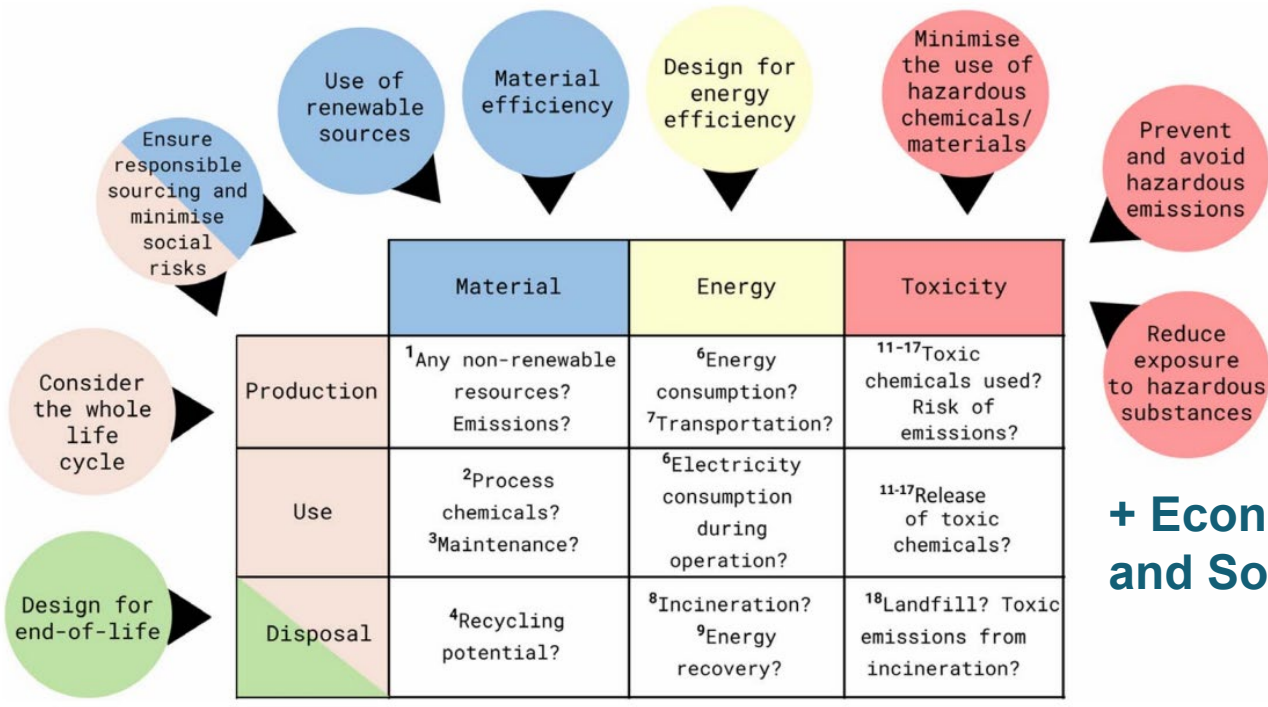 Use of
renewable
sources
Material
efficiency
Design for
energy
efficiency
Minimise
the use of
hazardous
chemicals/
materials
Prevent
and avoid
hazardous
emissions
Ensure
responsible
sourcing and
minimise
social
risks
Reduce
exposure
to hazardous
substances
Consider
the whole
life
cycle
Design for
end-of-life
Material
Energy
Toxicity
Production
1Any non-renewable
resources?
Emissions?
6Energy
consumption?
7Transportation?
11-17Toxic
chemicals used?
Risk of
emissions?
Use
2Process
chemicals?
3Maintenance?
6Electricity
consumption
during
operation?
11-17Release
of toxic
chemicals?
Disposal
4Recycling
potential?
8Incineration?
9Energy
recovery?
18Landfill? Toxic
emissions from
incineration?
+ Econ
and So